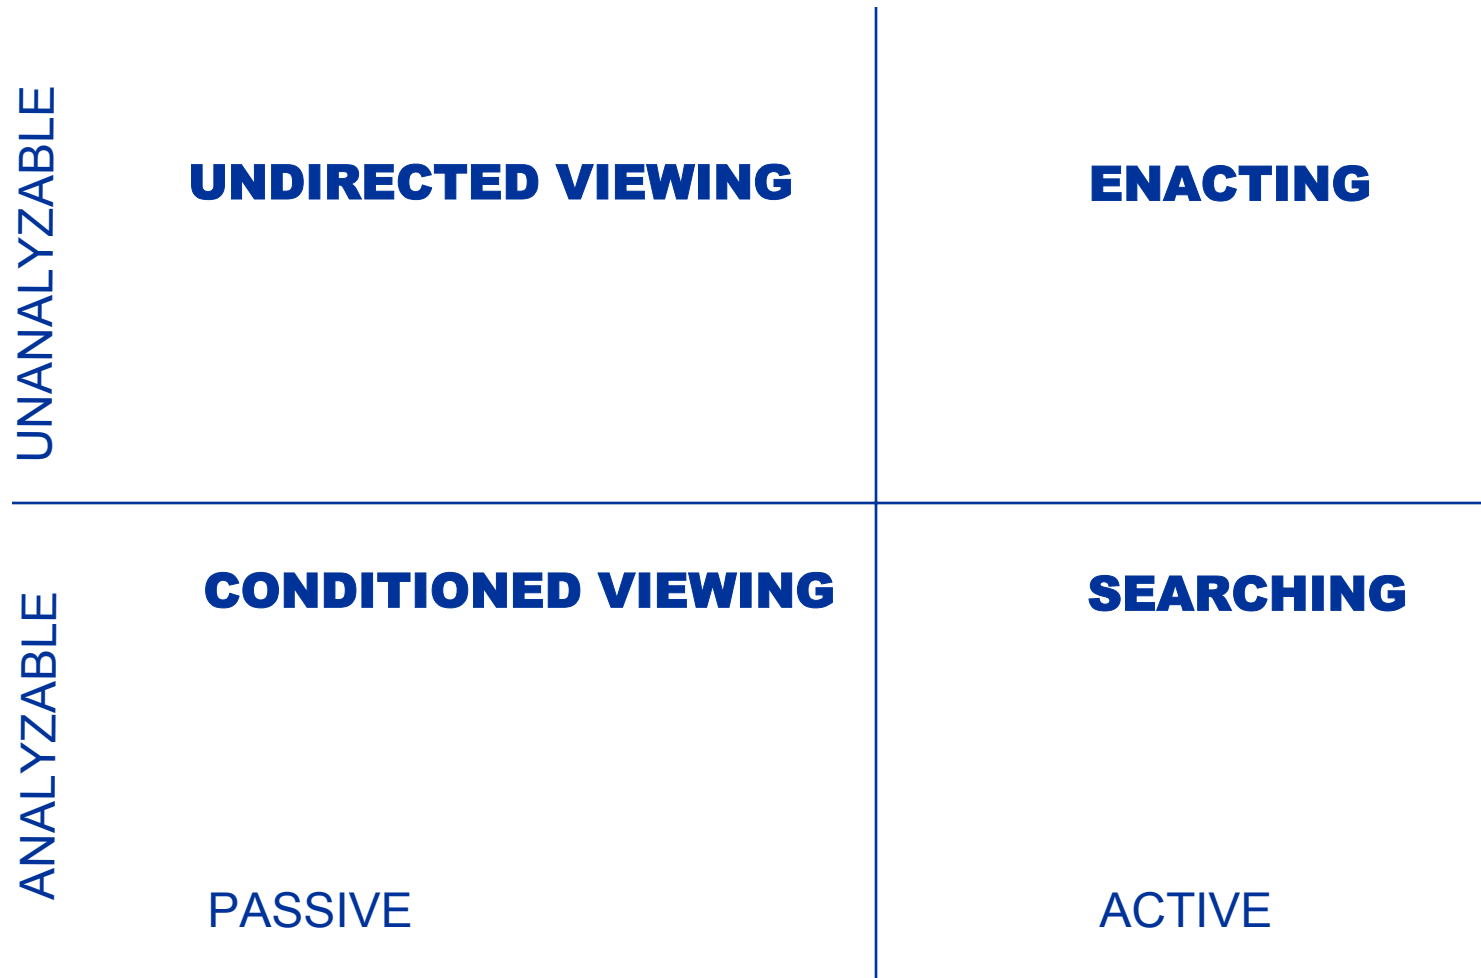 UNANALYZABLE
UNDIRECTED VIEWING
ENACTING
ANALYZABLE
CONDITIONED VIEWING
SEARCHING
PASSIVE
ACTIVE